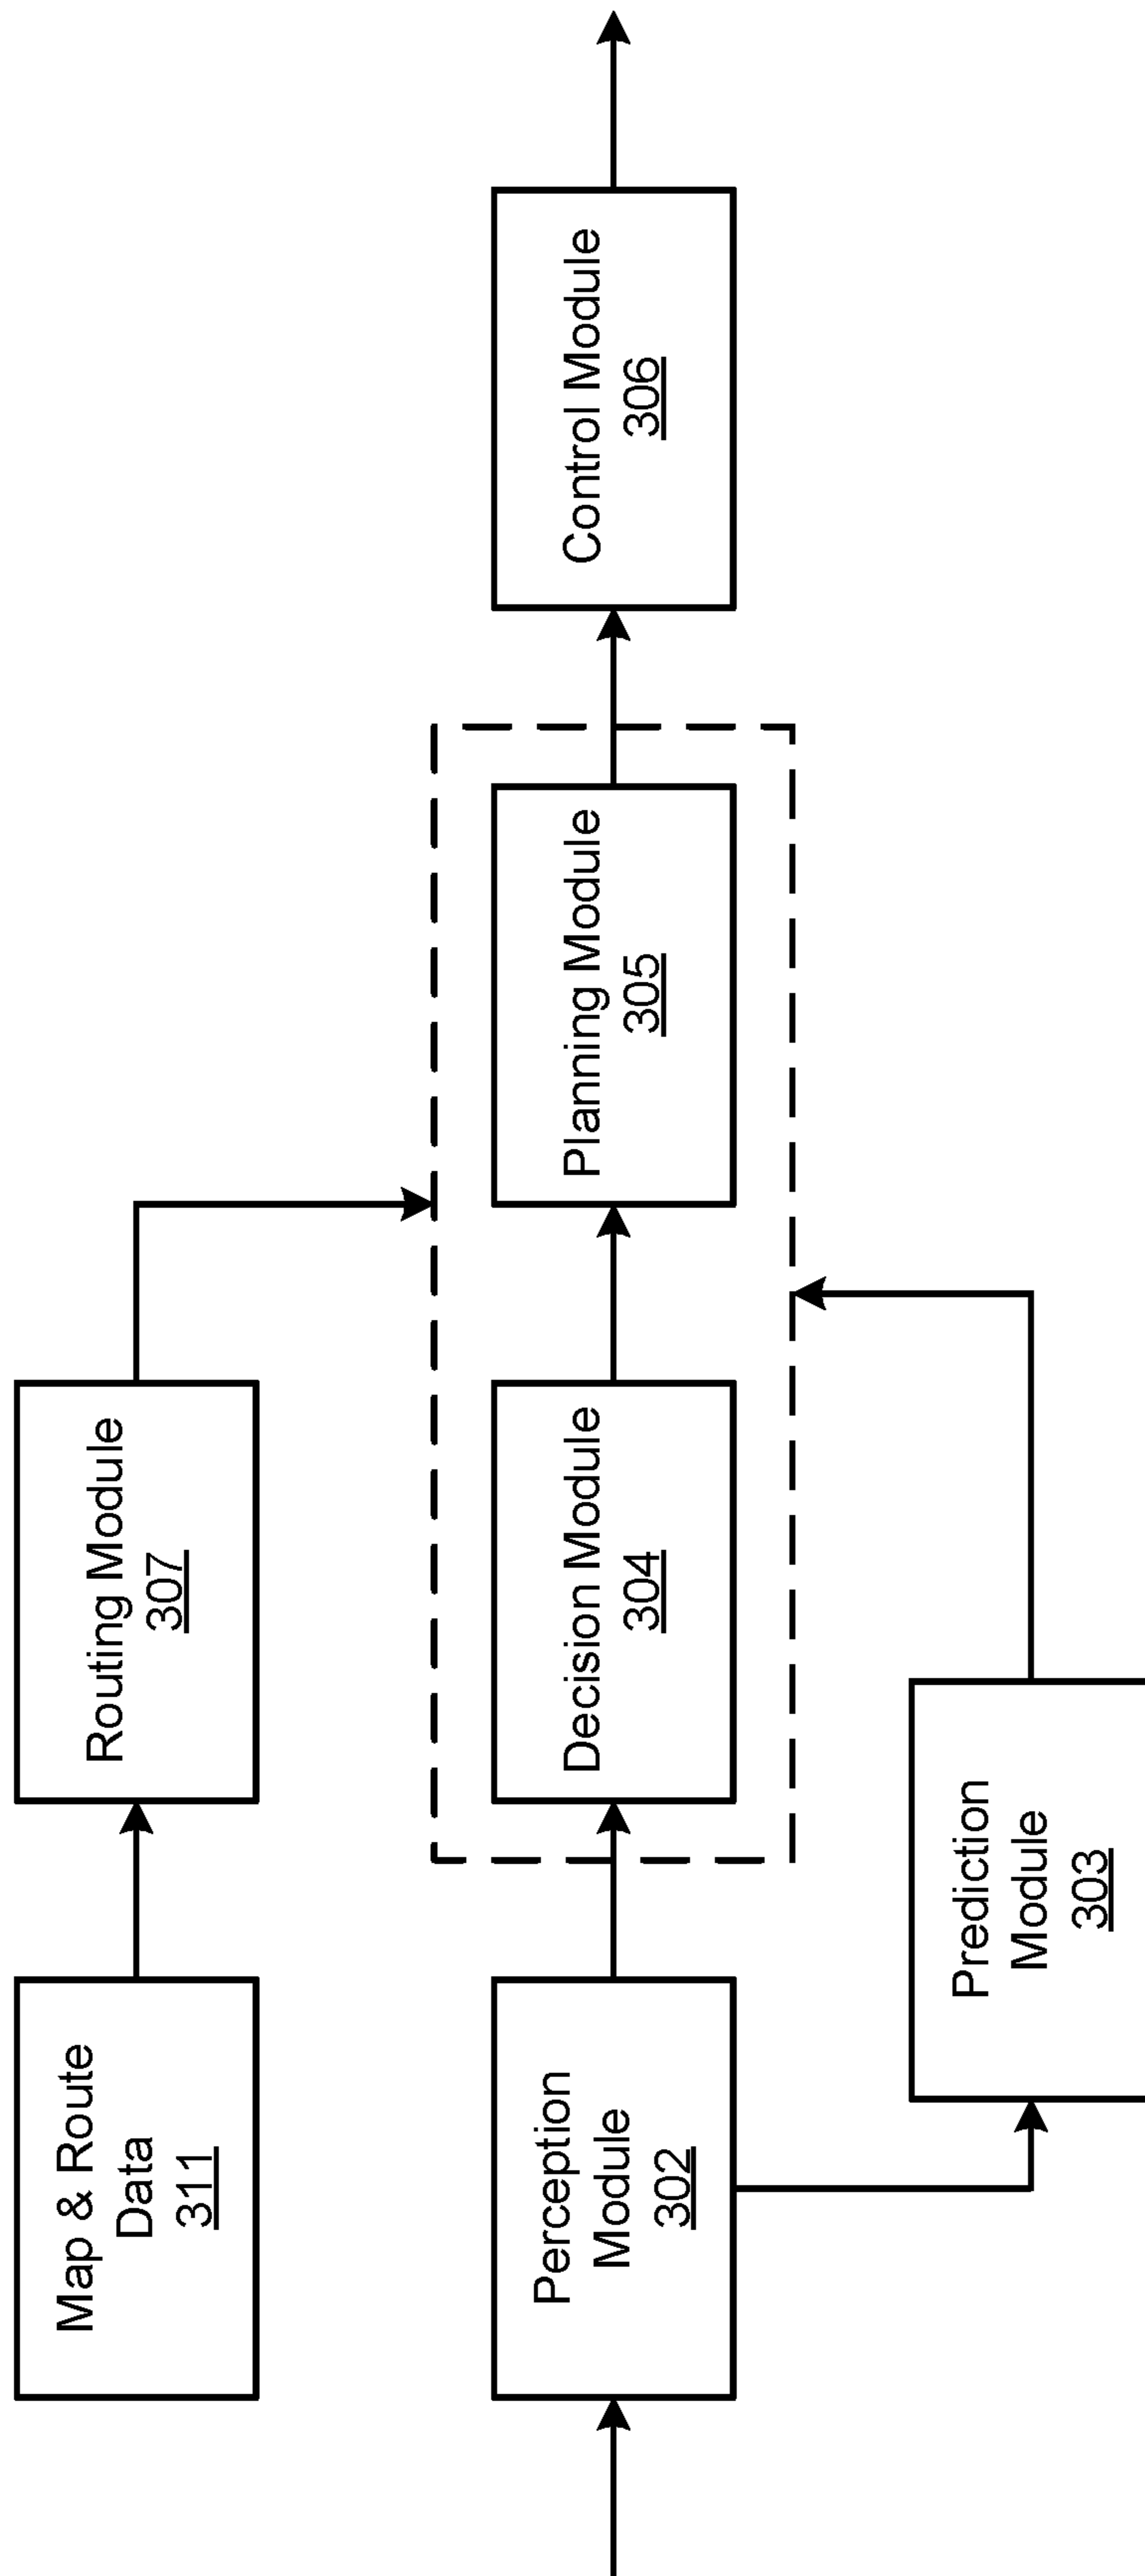 Map & Route
Data
311
Routing Module
307
Perception
Module
302
Decision Module
304
Planning Module
305
Control Module
306
Prediction
Module
303